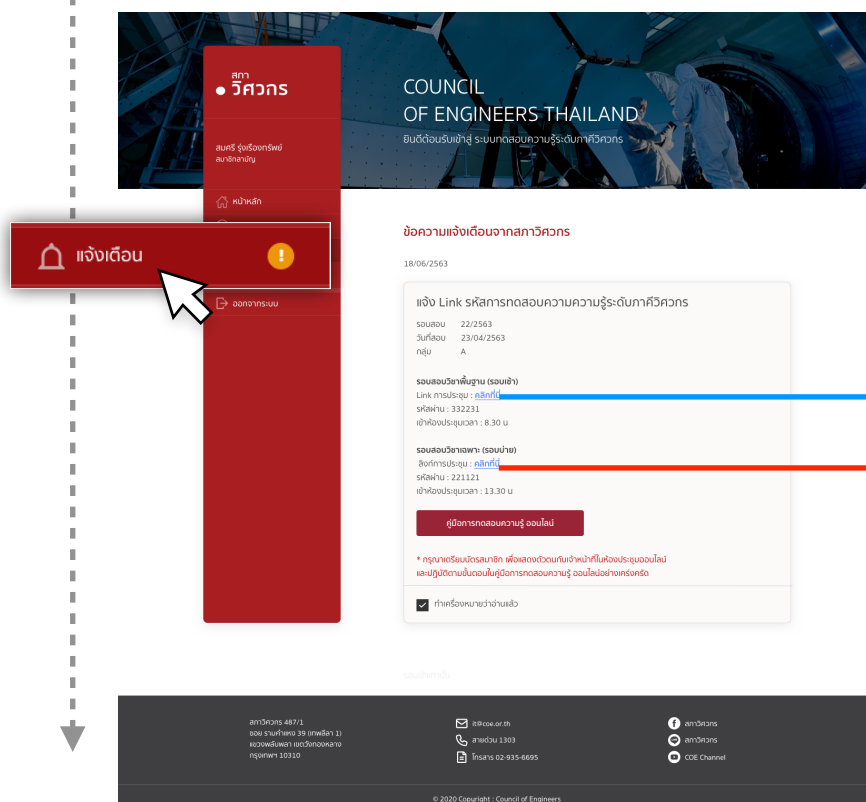 สภา
วิศวกร
COUNCIL
OF ENGINEERS THAILAND
ยินดีต้อนรับเข้าสู่ ระบบทดสอบความรู้ระดับภาคีวิศวกร
สมศรี รุ่งเรืองทรัพย์
สมาชิกสามัญ
หน้าหลัก
แจ้งเตือน
ออกจากระบบ
ข้อความแจ้งเตือนจากสภาวิศวกร
18/06/2563
แจ้ง Link รหัสการทดสอบความความรู้ระดับภาคีวิศวกร
รอบสอบ 22/2563
วันที่สอบ 23/04/2563
กลุ่ม A
รอบสอบวิชาพื้นฐาน (รอบเช้า)
Link การประชุม : คลิกที่นี่
รหัสผ่าน : 332231
เข้าห้องประชุมเวลา : 8.30 น
รอบสอบวิชาเฉพาะ (รอบบ่าย)
ลิงก์การประชุม : คลิกที่นี่
รหัสผ่าน : 221121
เข้าห้องประชุมเวลา : 13.30 น
คู่มือการทดสอบความรู้ ออนไลน์
* กรุณาเตรียมบัตรสมาชิก เพื่อแสดงตัวตนกับเจ้าหน้าที่ในห้องประชุมออนไลน์
และปฏิบัติตามขั้นตอนในคู่มือการทดสอบความรู้ ออนไลน์อย่างเคร่งครัด
ทำเครื่องหมายว่าอ่านแล้ว
สภาวิศวกร 487/1
ซอย รามคำแหง 39 (เทพลีลา 1)
แขวงพลับพลา เขตวังทองหลาง
กรุงเทพฯ 10310
it@coe.or.th
สายด่วน 1303
โทรสาร 02-935-6695
สภาวิศวกร
สภาวิศวกร
COE Channel
© 2020 Copyright : Council of Engineers